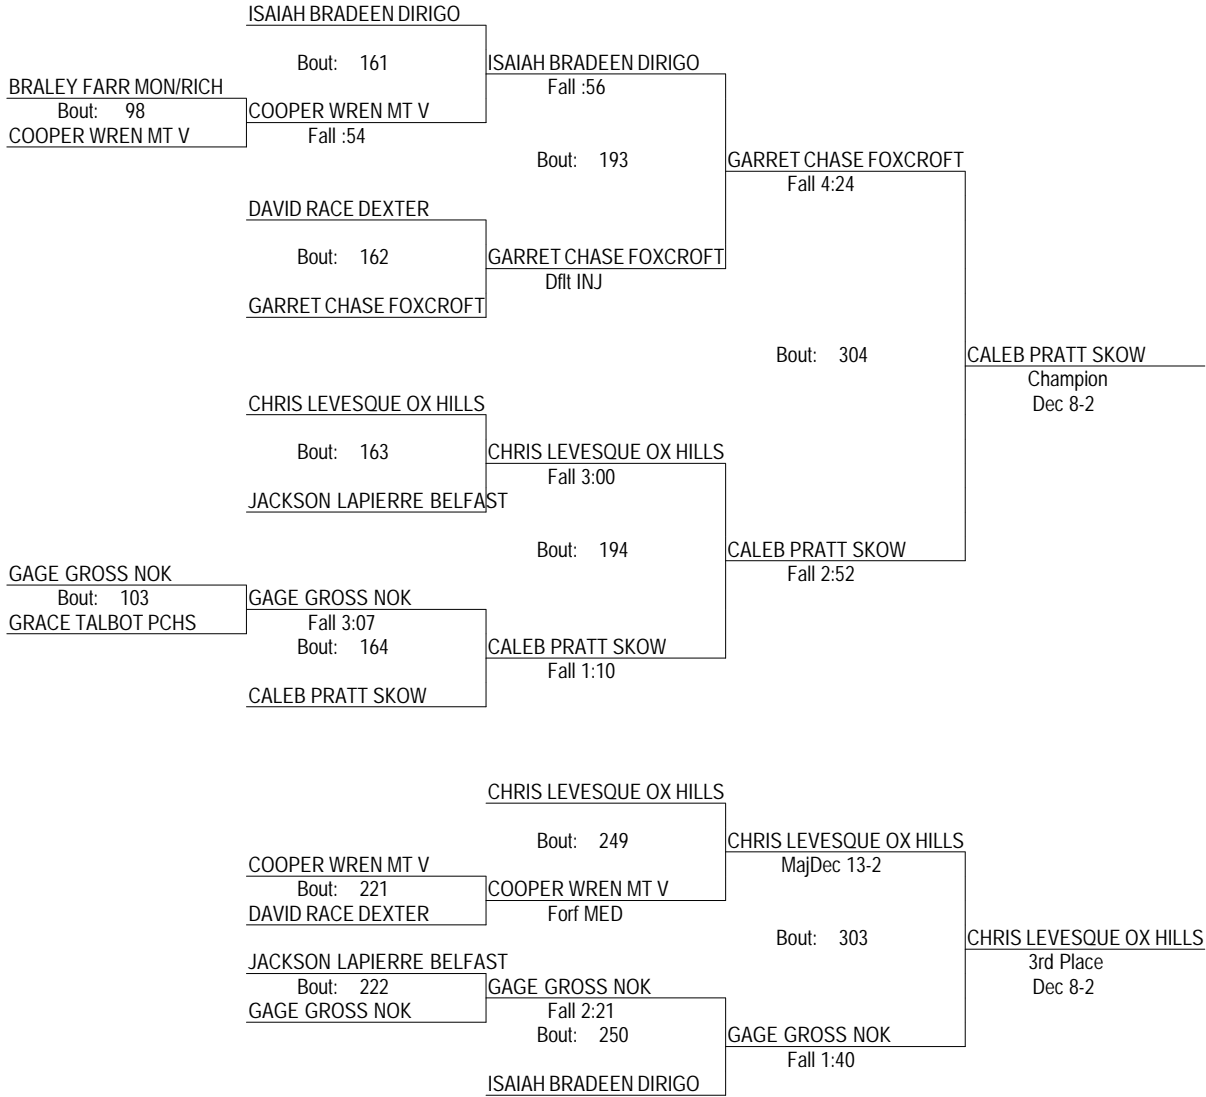 ISAIAH BRADEEN DIRIGO
Bout: 161
ISAIAH BRADEEN DIRIGO
BRALEY FARR MON/RICH
Fall :56
Bout: 98
COOPER WREN MT V
COOPER WREN MT V
Fall :54
Bout: 193
GARRET CHASE FOXCROFT
Fall 4:24
DAVID RACE DEXTER
Bout: 162
GARRET CHASE FOXCROFT
Dflt INJ
GARRET CHASE FOXCROFT
Bout: 304
CALEB PRATT SKOW
Champion
Dec 8-2
CHRIS LEVESQUE OX HILLS
Bout: 163
CHRIS LEVESQUE OX HILLS
Fall 3:00
JACKSON LAPIERRE BELFAST
Bout: 194
CALEB PRATT SKOW
Fall 2:52
GAGE GROSS NOK
Bout: 103
GAGE GROSS NOK
GRACE TALBOT PCHS
Fall 3:07
Bout: 164
CALEB PRATT SKOW
Fall 1:10
CALEB PRATT SKOW
CHRIS LEVESQUE OX HILLS
Bout: 249
CHRIS LEVESQUE OX HILLS
MajDec 13-2
COOPER WREN MT V
Bout: 221
COOPER WREN MT V
DAVID RACE DEXTER
Forf MED
Bout: 303
CHRIS LEVESQUE OX HILLS
3rd Place
Dec 8-2
JACKSON LAPIERRE BELFAST
Bout: 222
GAGE GROSS NOK
GAGE GROSS NOK
Fall 2:21
Bout: 250
GAGE GROSS NOK
Fall 1:40
ISAIAH BRADEEN DIRIGO